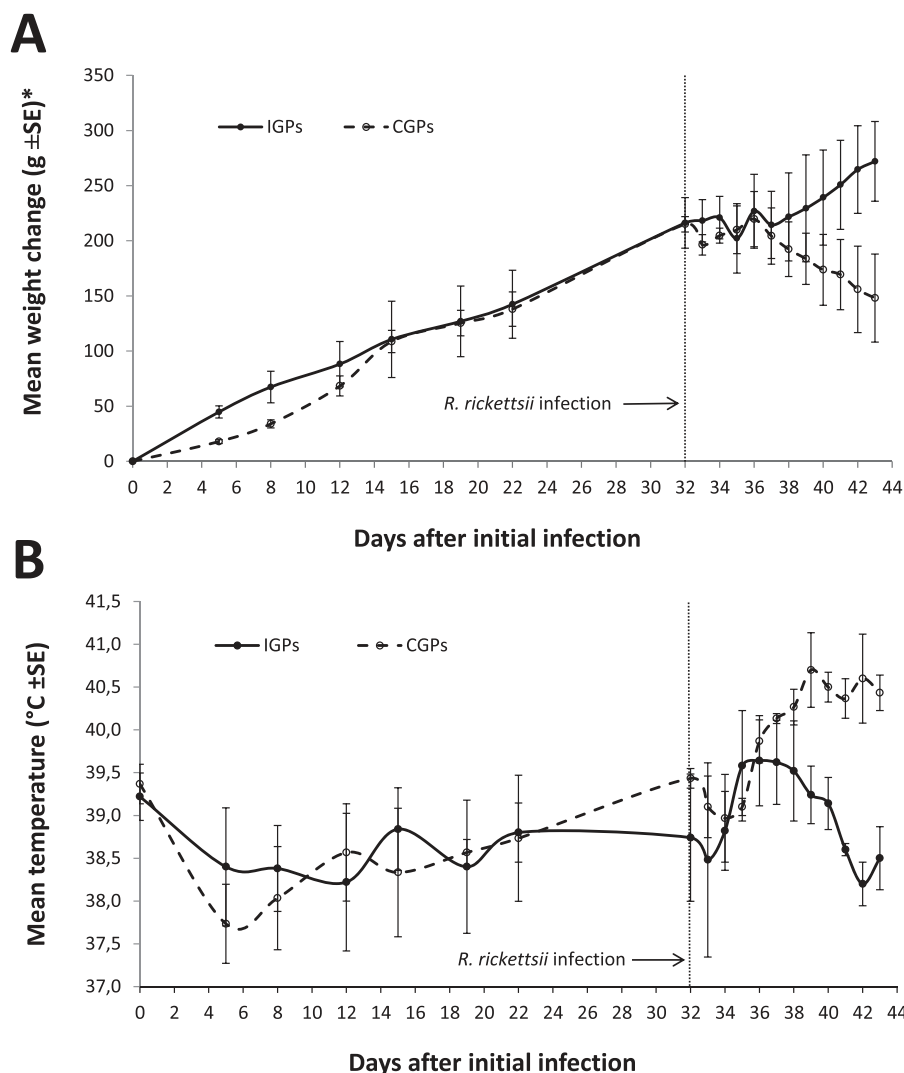 A
Mean weight change (g ±SE)*
350
300
250
200
150
100
50
0
IGPs
CGPs
R. rickettsii infection
0 2 4 6 8 10 12 14 16 18 20 22 24 26 28 30 32 34 36 38 40 42 44
Days after initial infection
B
Mean temperature (°C ±SE)
41,5
41,0
40,5
40,0
39,5
39,0
38,5
38,0
37,5
37,0
IGPs
CGPs
R. rickettsii infection
0 2 4 6 8 10 12 14 16 18 20 22 24 26 28 30 32 34 36 38 40 42 44
Days after initial infection